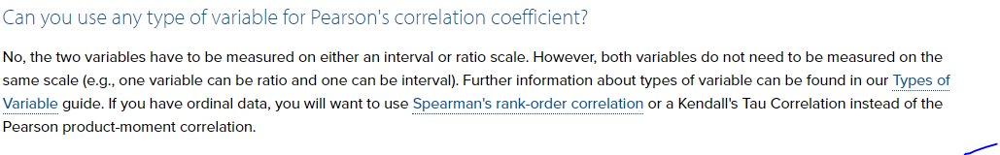 Can you use any type of variable for Pearson's correlation coefficient?
No, the two variables have to be measured on either an interval or ratio scale. However, both variables do not need to be measured on the
same scale (e.g., one variable can be ratio and one can be interval). Further information about types of variable can be found in our Types of
Variable guide. If you have ordinal data, you will want to use Spearman's rank-order correlation or a Kendall's Tau Correlation instead of the
Pearson product-moment correlation.